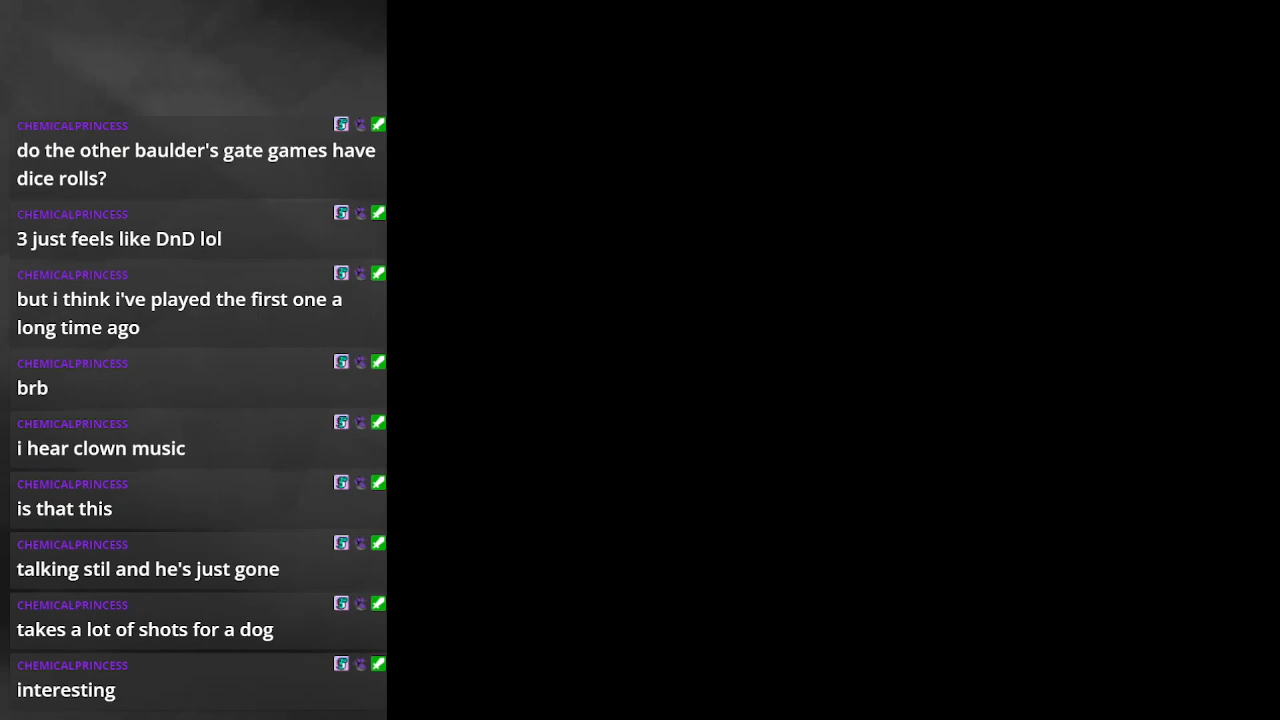 CHEMICALPRINCESS
do the other baulder's gate games have
dice rolls?
CHEMICALPRINCESS
3 just feels like DnD lol
CHEMICALPRINCESS
but i think i've played the first one a
long time ago
CHEMICALPRINCESS
brb
CHEMICALPRINCESS
i hear clown music
CHEMICALPRINCESS
is that this
CHEMICALPRINCESS
talking stil and he's just gone
CHEMICALPRINCESS
takes a lot of shots for a dog
CHEMICALPRINCESS
interesting